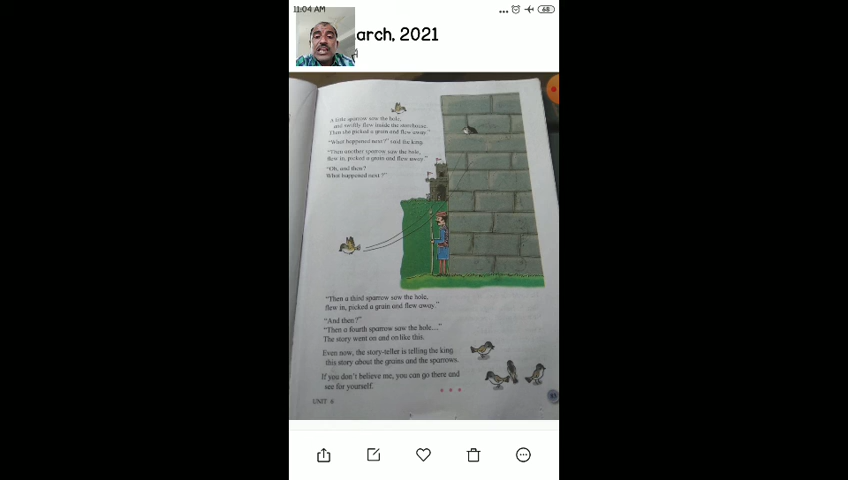 11:04 AM
68
arch, 2021
A little sparrow saw the hole,
and swiftly flew inside the storehouse.
Then she picked a grain and flew away."
"What happened next?" said the king.
"Then another sparrow saw the hole,
flew in, picked a grain and flew away."
"Oh, and then?
What happened next?"
"Then a third sparrow saw the hole,
flew in, picked a grain and flew away."
"And then?"
"Then a fourth sparrow saw the hole..."
The story went on and on like this.
Even now, the story-teller is telling the king
this story about the grains and the sparrows.
If you don't believe me, you can go there and
see for yourself.
UNIT 6